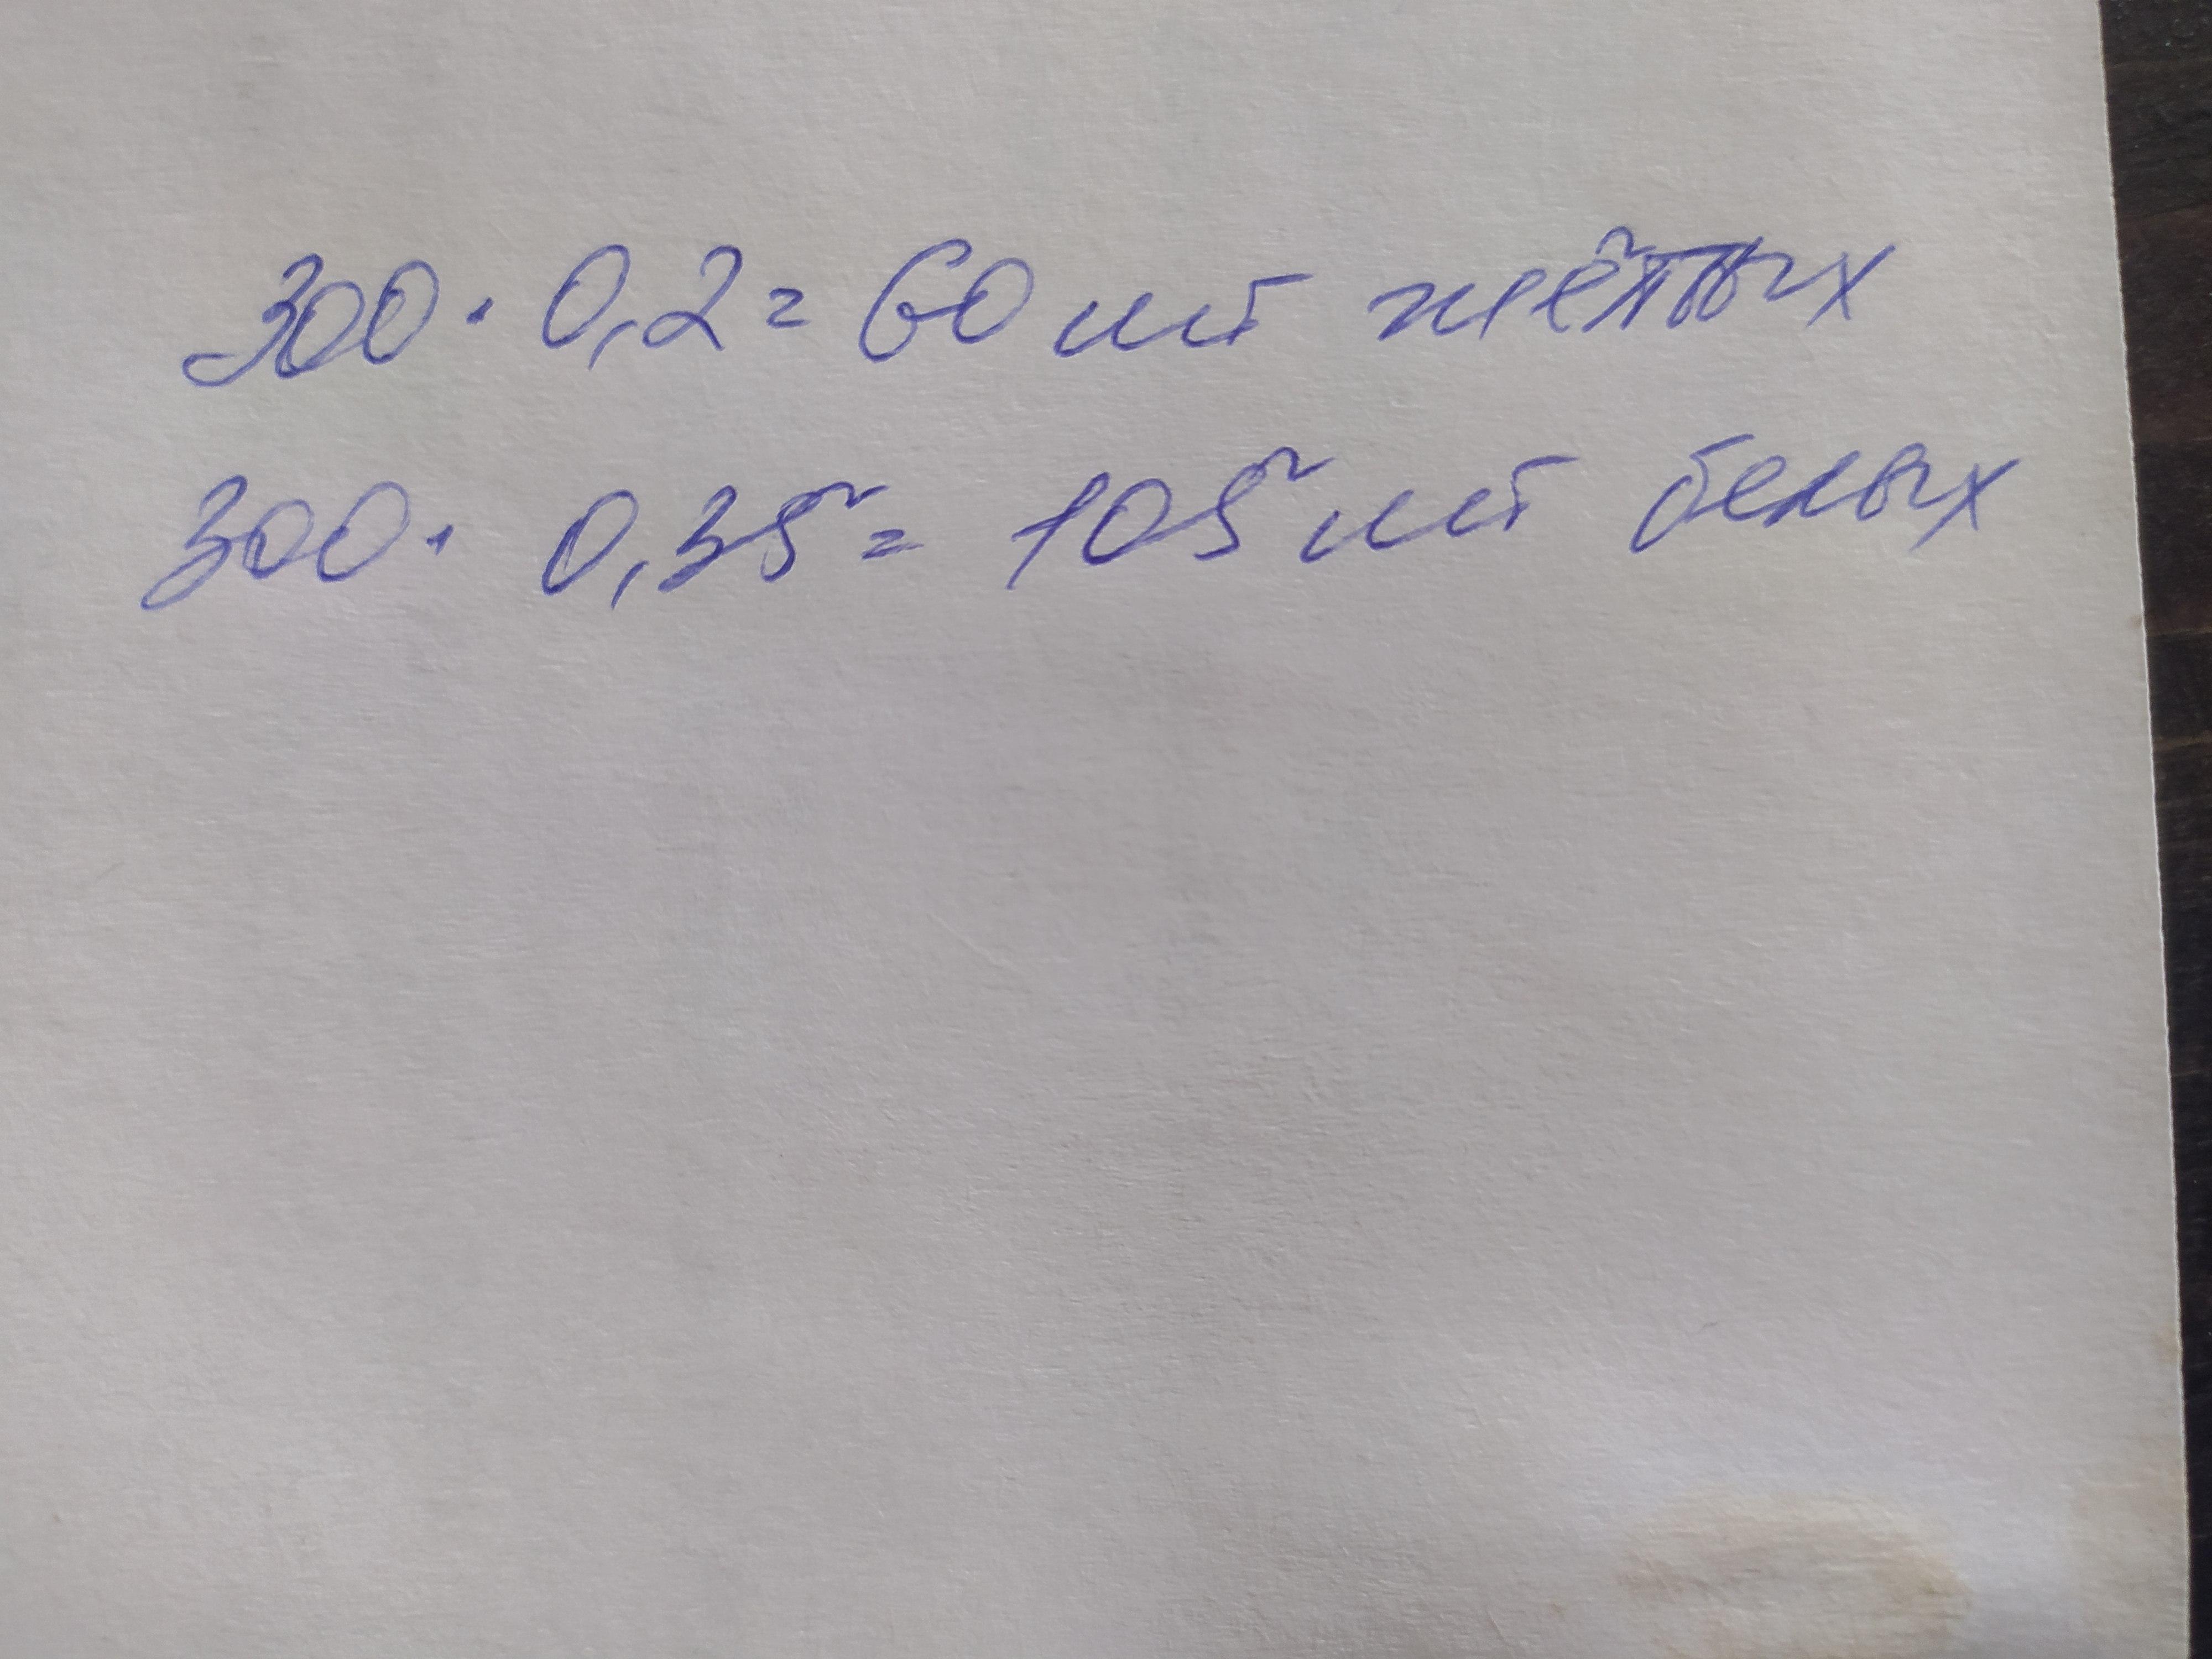 300 · 0,2 = 60 шт жёлтых
300 · 0,35 = 105 шт белых